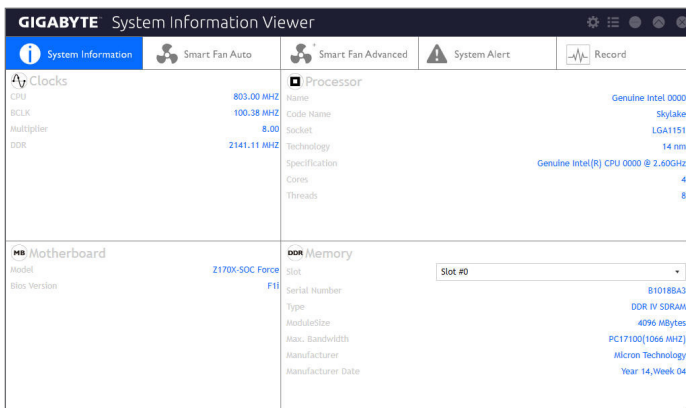 GIGABYTE™ System Information Viewer
System Information
Smart Fan Auto
Smart Fan Advanced
System Alert
Record
Clocks
CPU 803.00 MHZ
BCLK 100.38 MHZ
Multiplier 8.00
DDR 2141.11 MHZ
Processor
Name Genuine Intel 0000
Code Name Skylake
Socket LGA1151
Technology 14 nm
Specification Genuine Intel(R) CPU 0000 @ 2.60GHz
Cores 4
Threads 8
MB Motherboard
Model Z170X-SOC Force
Bios Version F1i
DDR Memory
Slot Slot #0
Serial Number B1018BA3
Type DDR IV SDRAM
ModuleSize 4096 MBytes
Max. Bandwidth PC17100(1066 MHZ)
Manufacturer Micron Technology
Manufacturer Date Year 14,Week 04